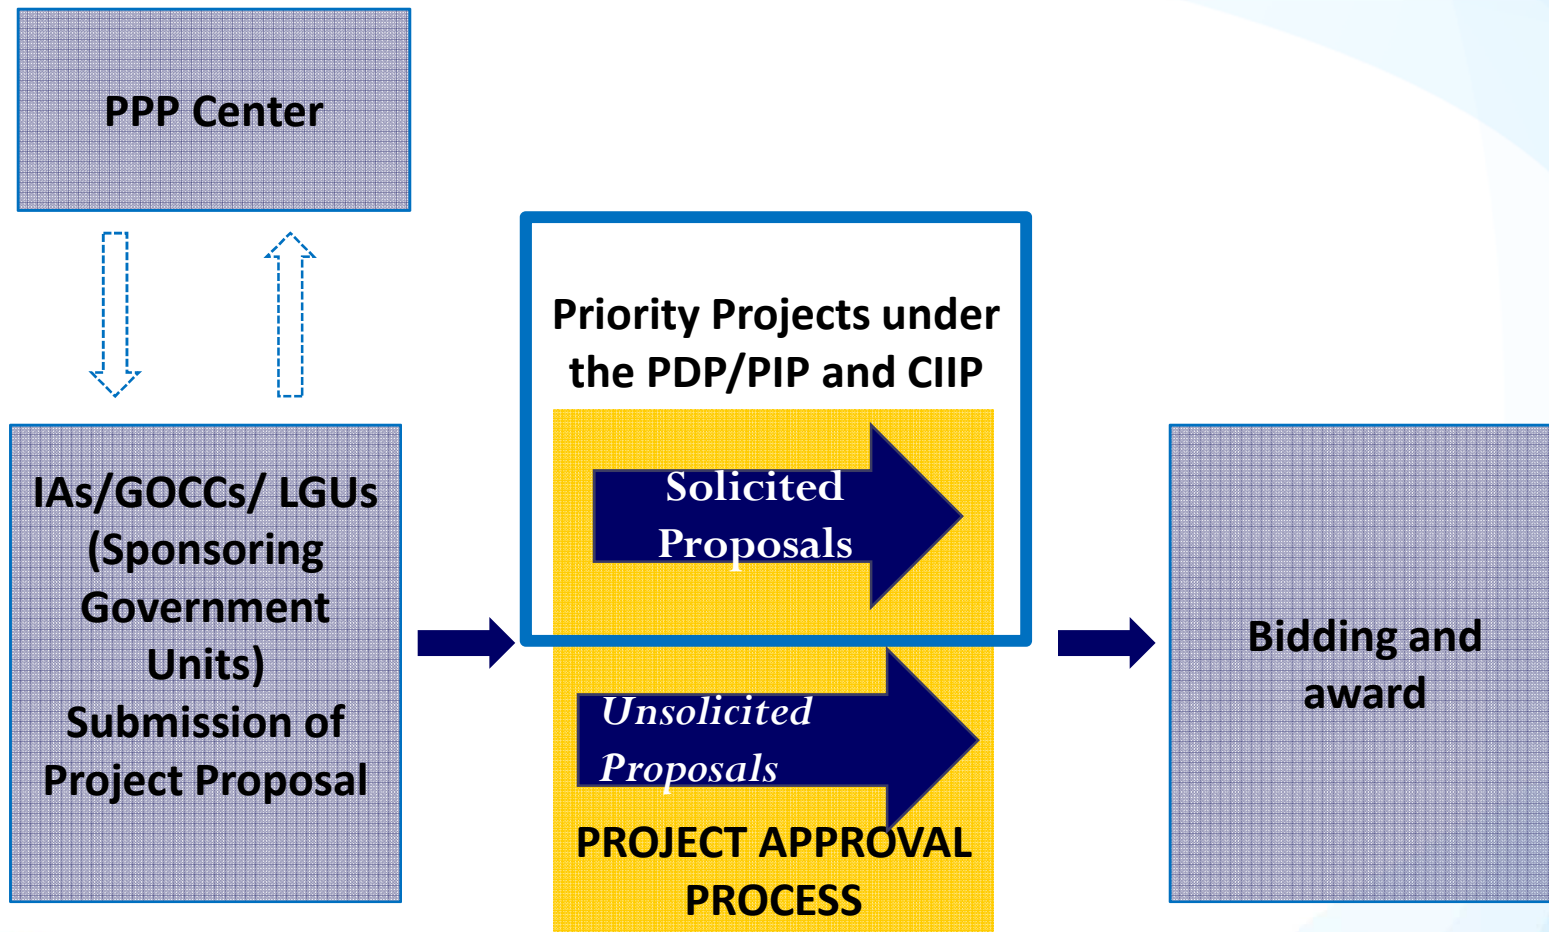 PPP Center
IAs/GOCCs/ LGUs
(Sponsoring
Government
Units)
Submission of
Project Proposal
Priority Projects under
the PDP/PIP and CIIP
Solicited
Proposals
Unsolicited
Proposals
PROJECT APPROVAL
PROCESS
Bidding and
award